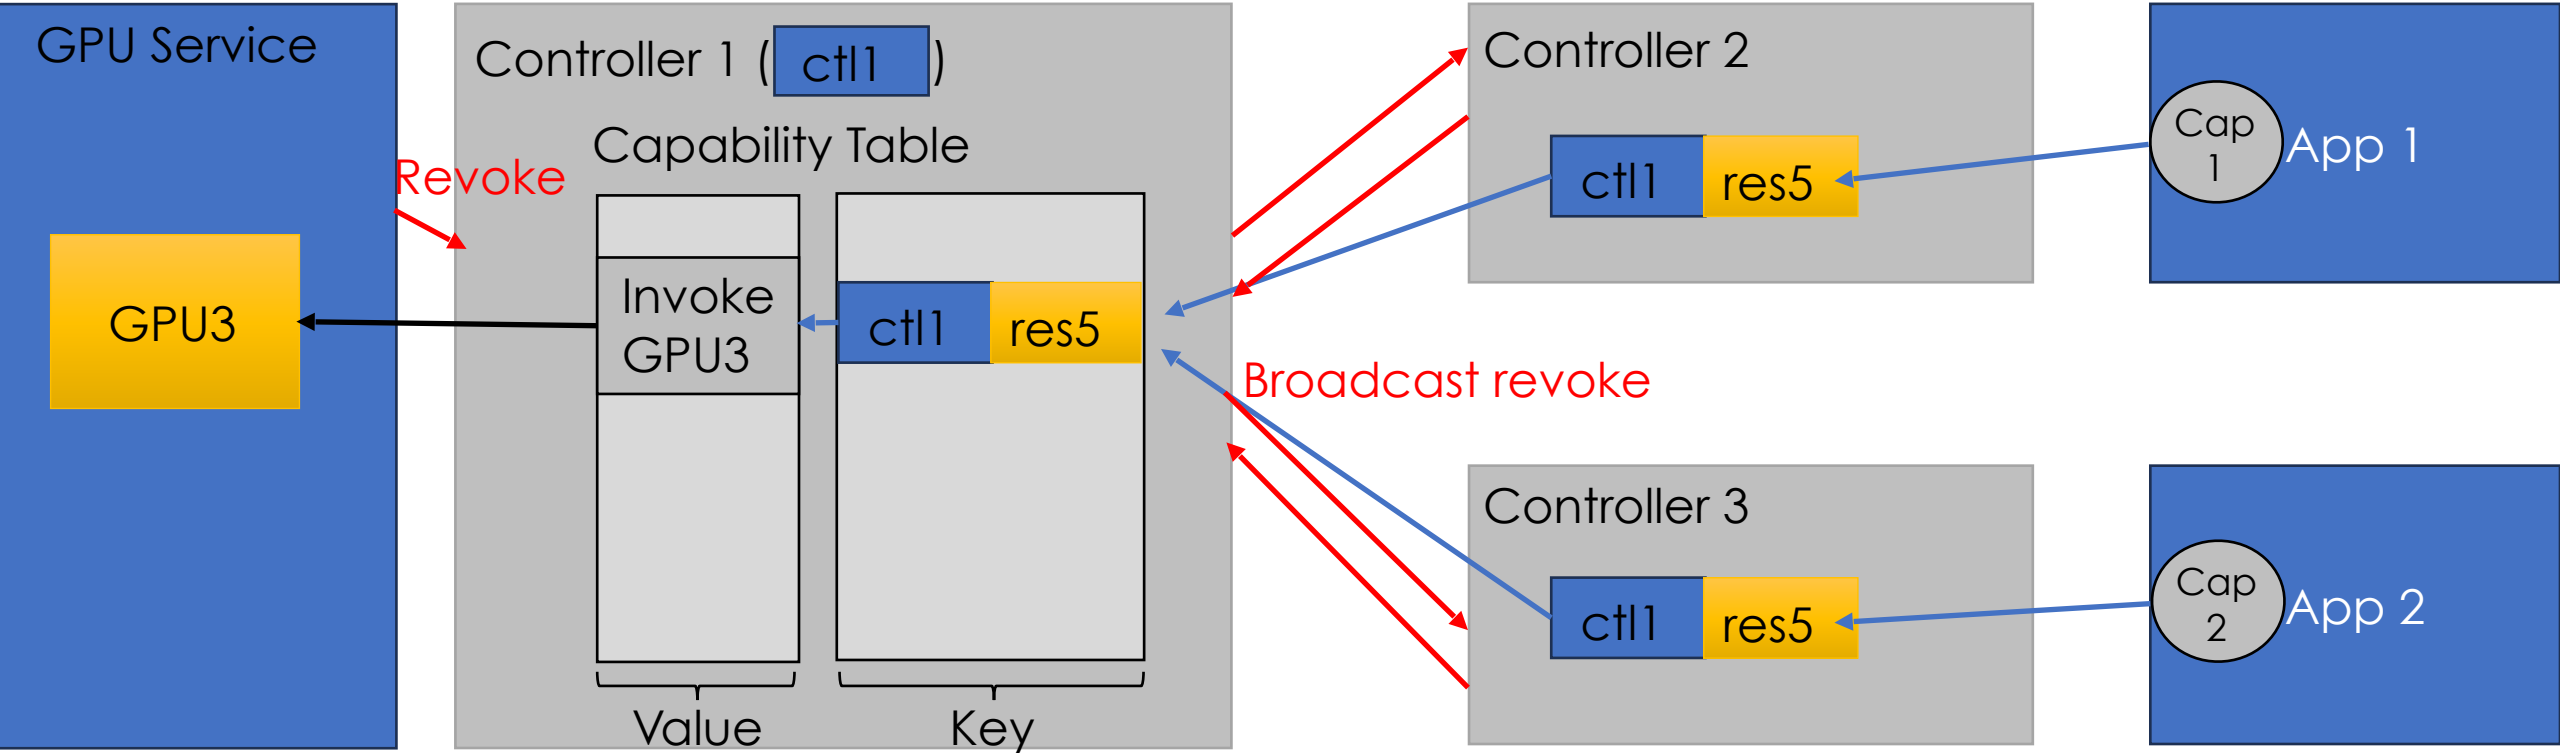 GPU Service
GPU3
Revoke
Controller 1 ( ctl1 )
Capability Table
Invoke
GPU3
ctl1 res5
Value
Key
Broadcast revoke
Controller 2
ctl1 res5
Cap
1
App 1
Controller 3
ctl1 res5
Cap
2
App 2